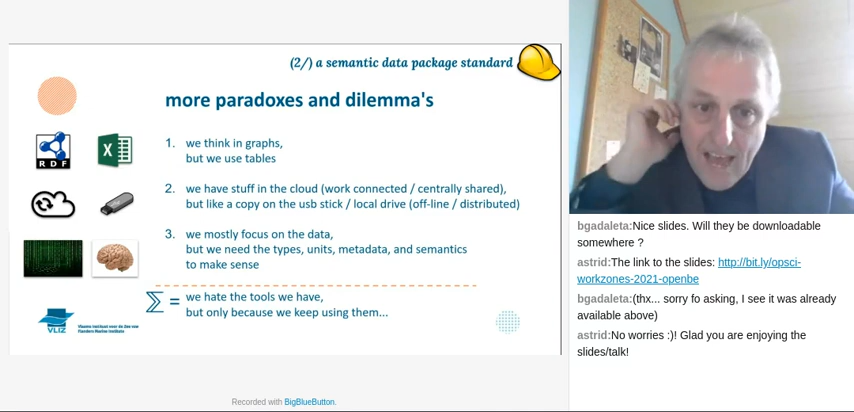 (2/) a semantic data package standard
more paradoxes and dilemma's
1. we think in graphs,
but we use tables
RDF
X
2. we have stuff in the cloud (work connected / centrally shared),
but like a copy on the usb stick / local drive (off-line / distributed)
3. we mostly focus on the data,
but we need the types, units, metadata, and semantics
to make sense
∑ = we hate the tools we have,
but only because we keep using them...
VLIZ
Vlaams Instituut voor de Zee vzw
Flanders Marine Institute
Recorded with BigBlueButton.
bgadaleta:Nice slides. Will they be downloadable
somewhere ?
astrid:The link to the slides: http://bit.ly/opsci-
workzones-2021-openbe
bgadaleta:(thx... sorry fo asking, I see it was already
available above)
astrid:No worries :)! Glad you are enjoying the
slides/talk!